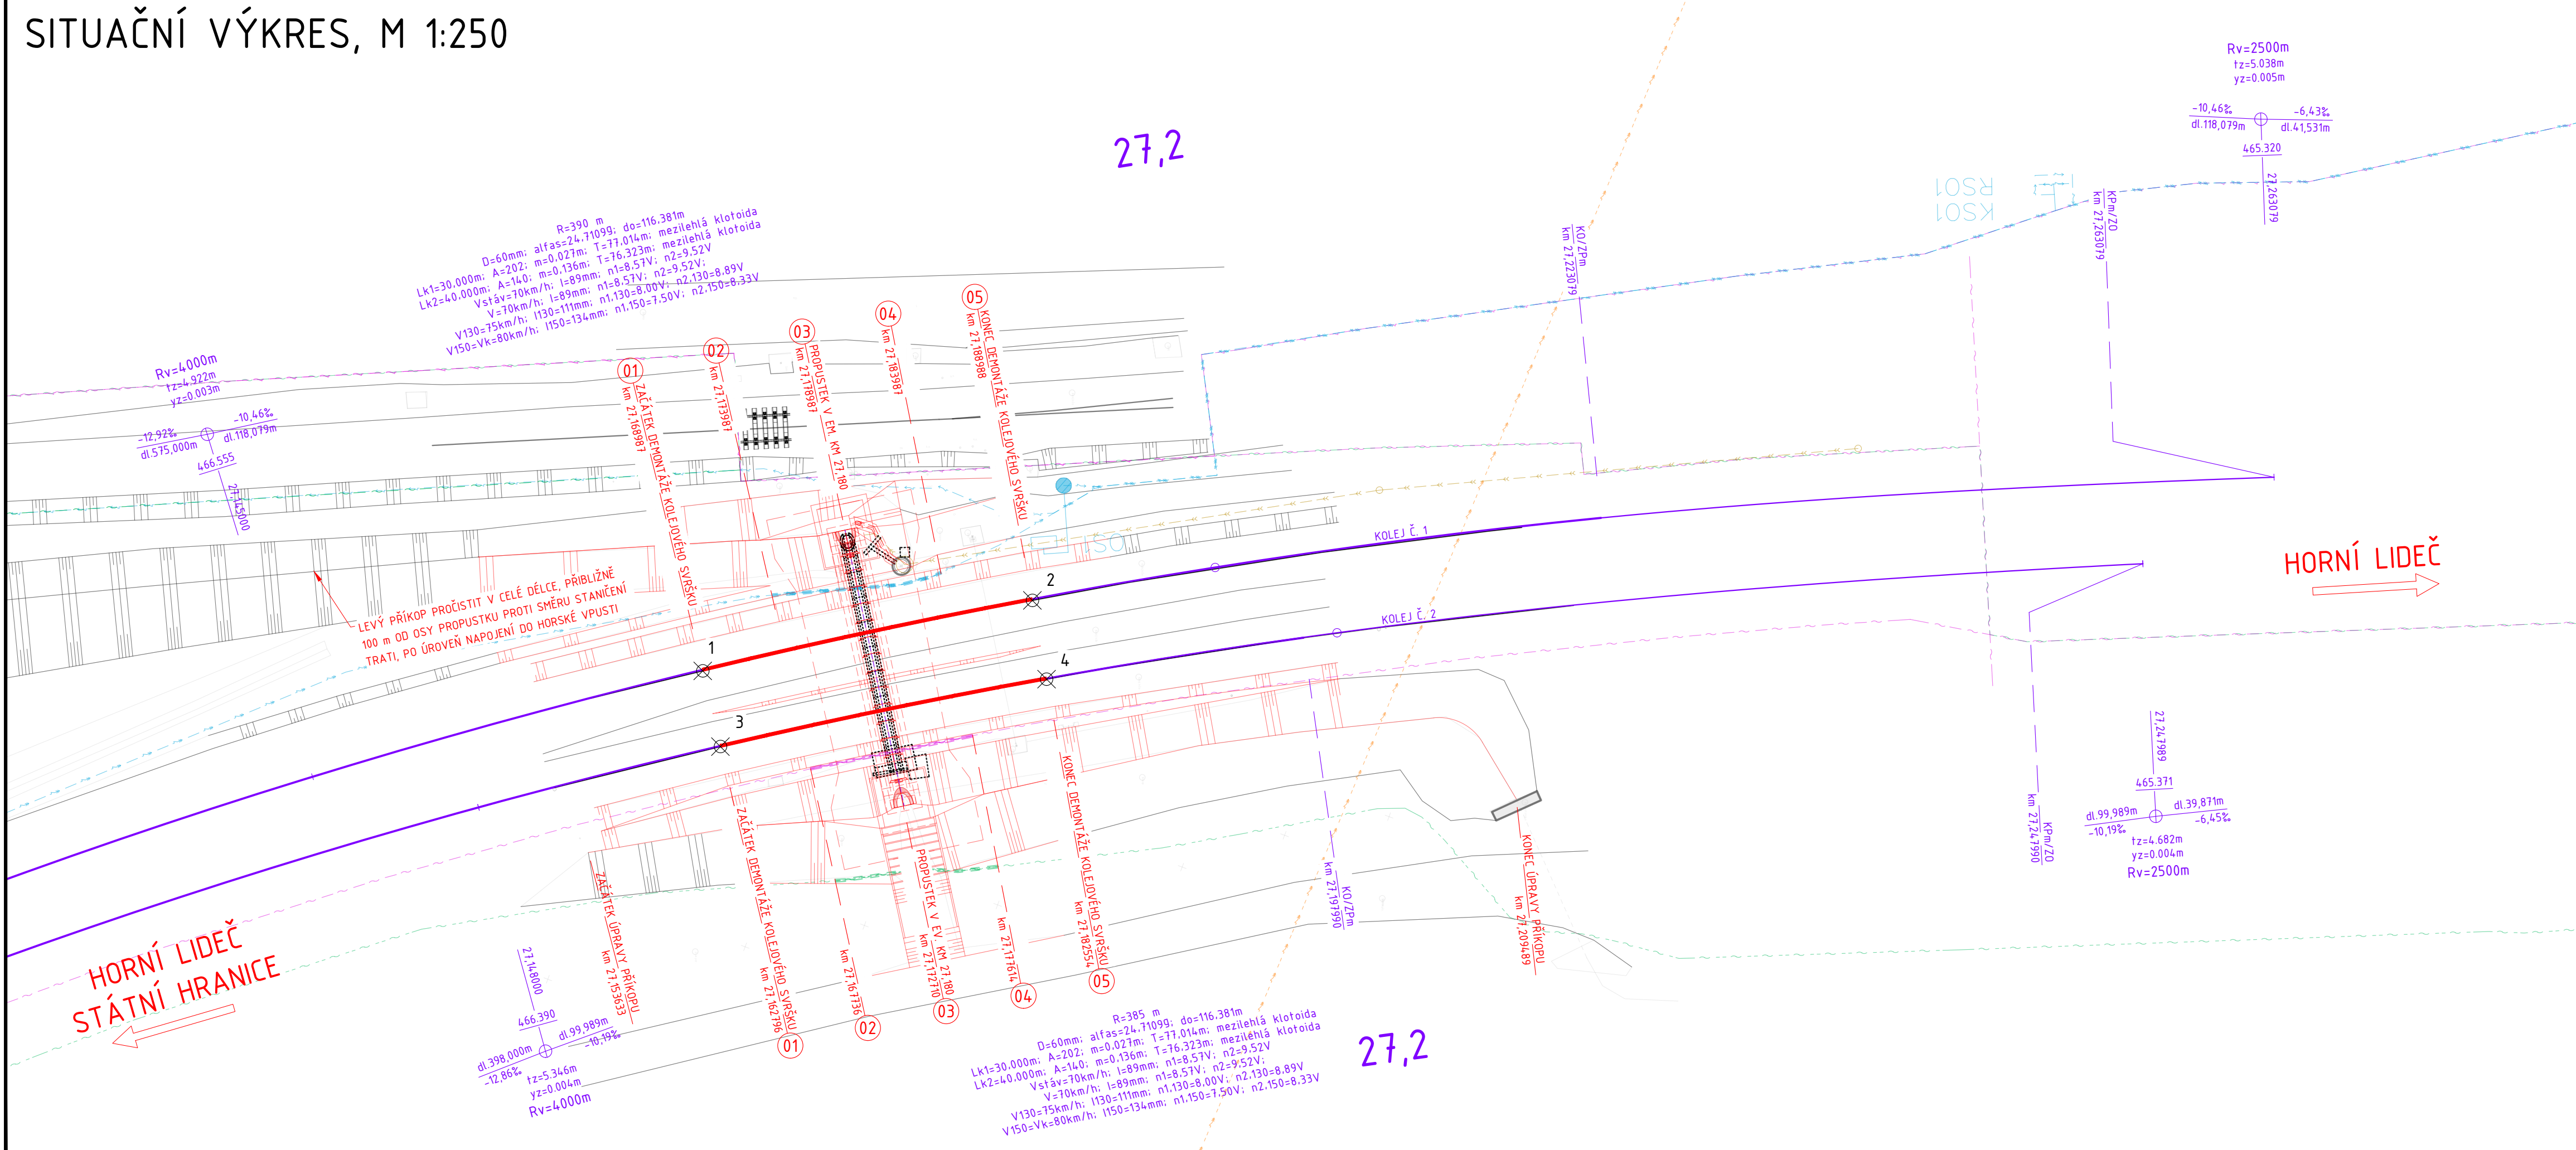 SITUAČNÍ VÝKRES, M 1:250
27,2
Rv=2500m
tz=5.038m
yz=0.005m
-10,46‰
-6,43‰
dl.118,079m
dl.41,531m
465.320
27,263079
KPm/ZO
km 27,263079
RS01
KS01
KO/ZPm
km 27,223079
R=390 m
D=60mm; alfas=24.7109g; do=116,381m
Lk1=30.000m; A=202; m=0.027m; T=77.014m; mezilehlá klotoida
Lk2=40.000m; A=140; m=0.136m; T=76.323m; mezilehlá klotoida
Vstáv=70km/h; I=89mm; n1=8.57V; n2=9.52V
V=70km/h; I=89mm; n1=8.57V; n2=9.52V;
V130=75km/h; I130=111mm; n1.130=8.00V; n2.130=8.89V
V150=Vk=80km/h; I150=134mm; n1.150=7.50V; n2.150=8.33V
Rv=4000m
tz=4.922m
yz=0.003m
-12,92‰
-10,46‰
dl.575,000m
dl.118,079m
466.555
27.145000
01
ZAČÁTEK DEMONTÁŽE KOLEJOVÉHO SVRŠKU
km 27,168987
02
km 27,173987
03
PROPUSTEK V EM. KM 27,180
km 27,178987
04
km 27,183987
05
KONEC DEMONTÁŽE KOLEJOVÉHO SVRŠKU
km 27,188988
LEVÝ PŘÍKOP PROČISTIT V CELÉ DÉLCE, PŘIBLIŽNĚ
100 m OD OSY PROPUSTKU PROTI SMĚRU STANIČENÍ
TRATI, PO ÚROVEŇ NAPOJENÍ DO HORSKÉ VPUSTI
1
2
3
4
KOLEJ Č. 1
KOLEJ Č. 2
HORNÍ LIDEČ
HORNÍ LIDEČ
STÁTNÍ HRANICE
ZAČÁTEK ÚPRAVY PŘÍKOPU
km 27,153633
ZAČÁTEK DEMONTÁŽE KOLEJOVÉHO SVRŠKU
km 27,162796
01
km 27,167736
02
PROPUSTEK V EV. KM 27,180
km 27,172710
03
km 27,177614
04
KONEC DEMONTÁŽE KOLEJOVÉHO SVRŠKU
km 27,182554
05
KO/ZPm
km 27,197990
KONEC ÚPRAVY PŘÍKOPU
km 27,209489
KPm/ZO
km 27,247990
27,247989
465.371
dl.99,989m
dl.39,871m
-10,19‰
-6,45‰
tz=4.682m
yz=0.004m
Rv=2500m
27.148000
466.390
dl.398,000m
dl.99,989m
-12,86‰
-10,19‰
tz=5.346m
yz=0.004m
Rv=4000m
R=385 m
D=60mm; alfas=24.7109g; do=116.381m
Lk1=30.000m; A=202; m=0.027m; T=77.014m; mezilehlá klotoida
Lk2=40.000m; A=140; m=0.136m; T=76.323m; mezilehlá klotoida
Vstáv=70km/h; I=89mm; n1=8.57V; n2=9.52V
V=70km/h; I=89mm; n1=8.57V; n2=9.52V;
V130=75km/h; I130=111mm; n1.130=8.00V; n2.130=8.89V
V150=Vk=80km/h; I150=134mm; n1.150=7.50V; n2.150=8.33V
27,2